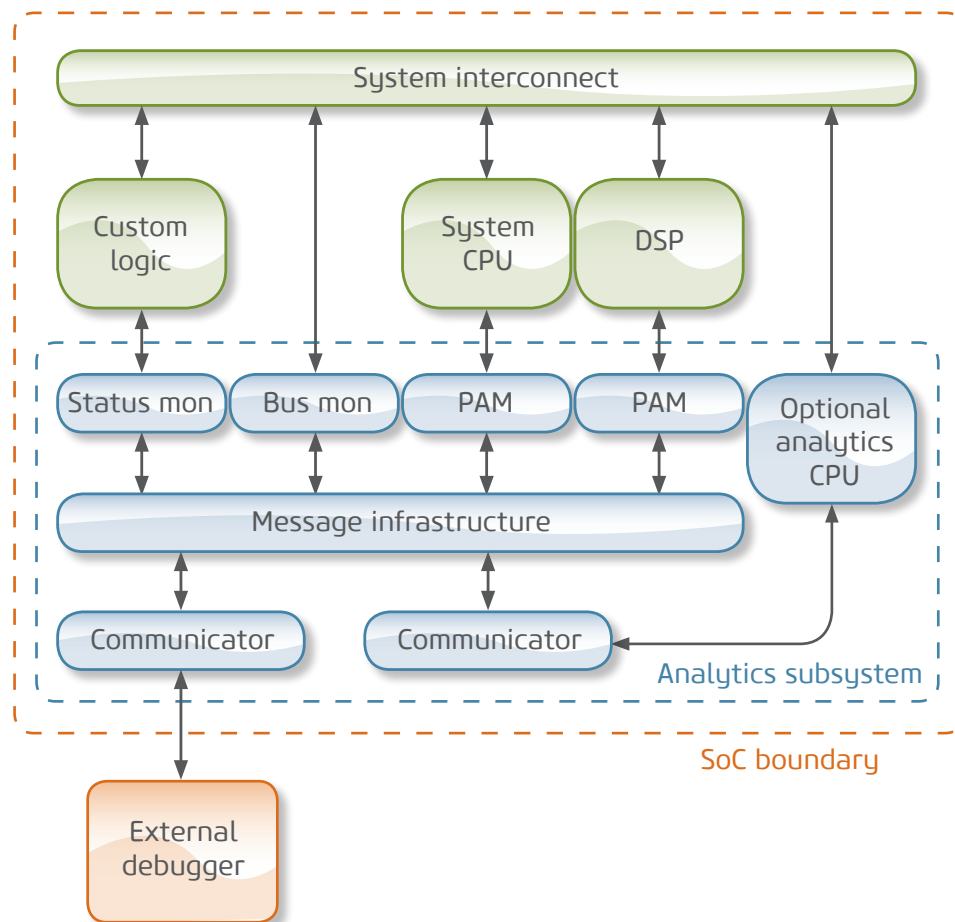 System interconnect
Custom
logic
System
CPU
DSP
Status mon
Bus mon
PAM
PAM
Optional
analytics
CPU
Message infrastructure
Communicator
Communicator
Analytics subsystem
SoC boundary
External
debugger